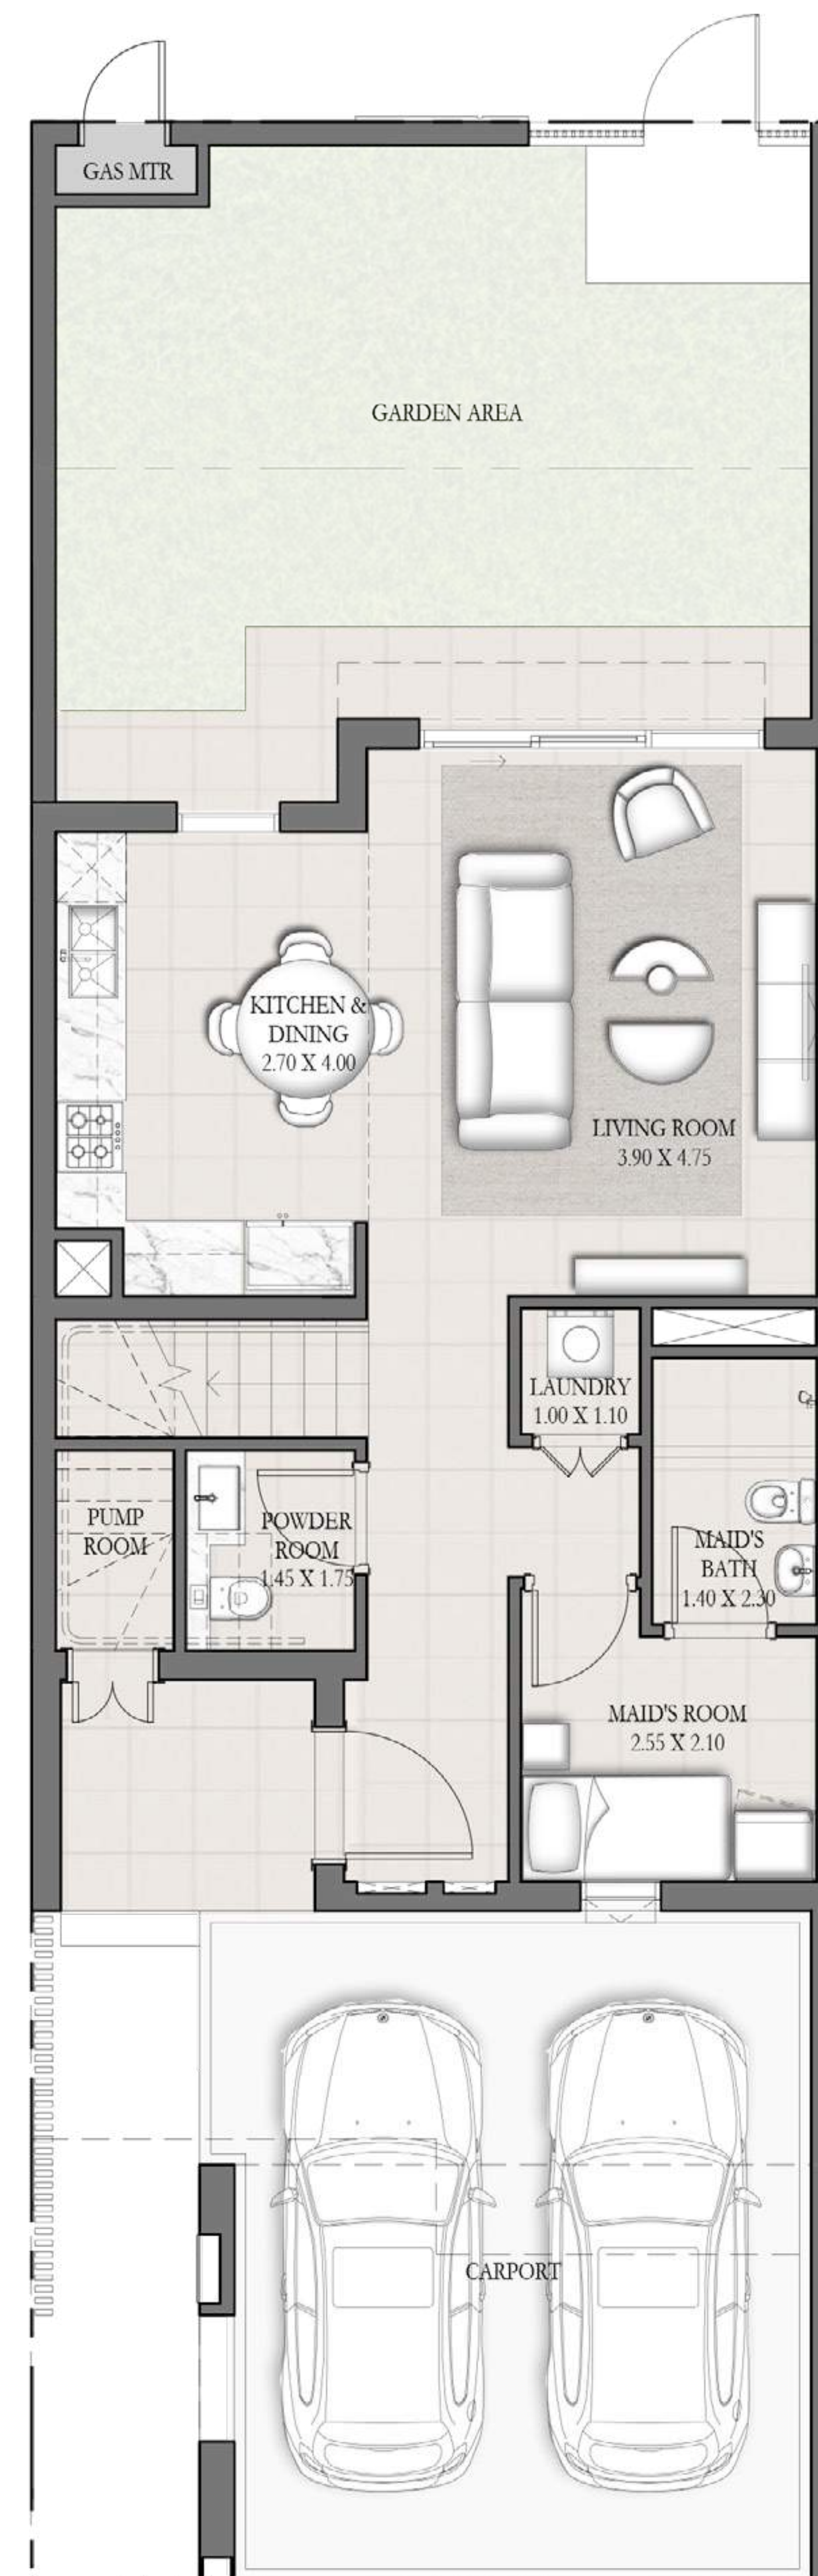 GAS MTR
GARDEN AREA
KITCHEN &
DINING
2.70 X 4.00
LIVING ROOM
3.90 X 4.75
LAUNDRY
1.00 X 1.10
PUMP
ROOM
POWDER
ROOM
1.45 X 1.75
MAID'S
BATH
1.40 X 2.30
MAID'S ROOM
2.55 X 2.10
CARPORT